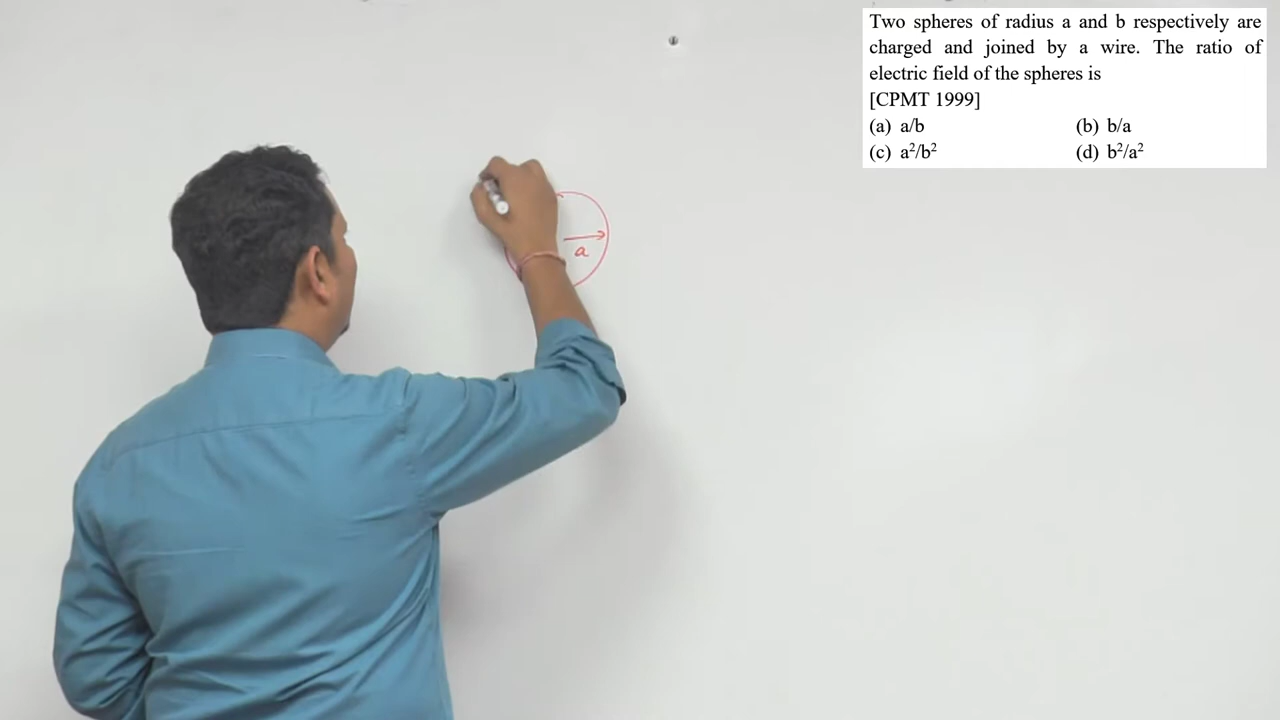 Two spheres of radius a and b respectively are
charged and joined by a wire. The ratio of
electric field of the spheres is
[CPMT 1999]
(a) a/b (b) b/a
(c) a²/b² (d) b²/a²
a